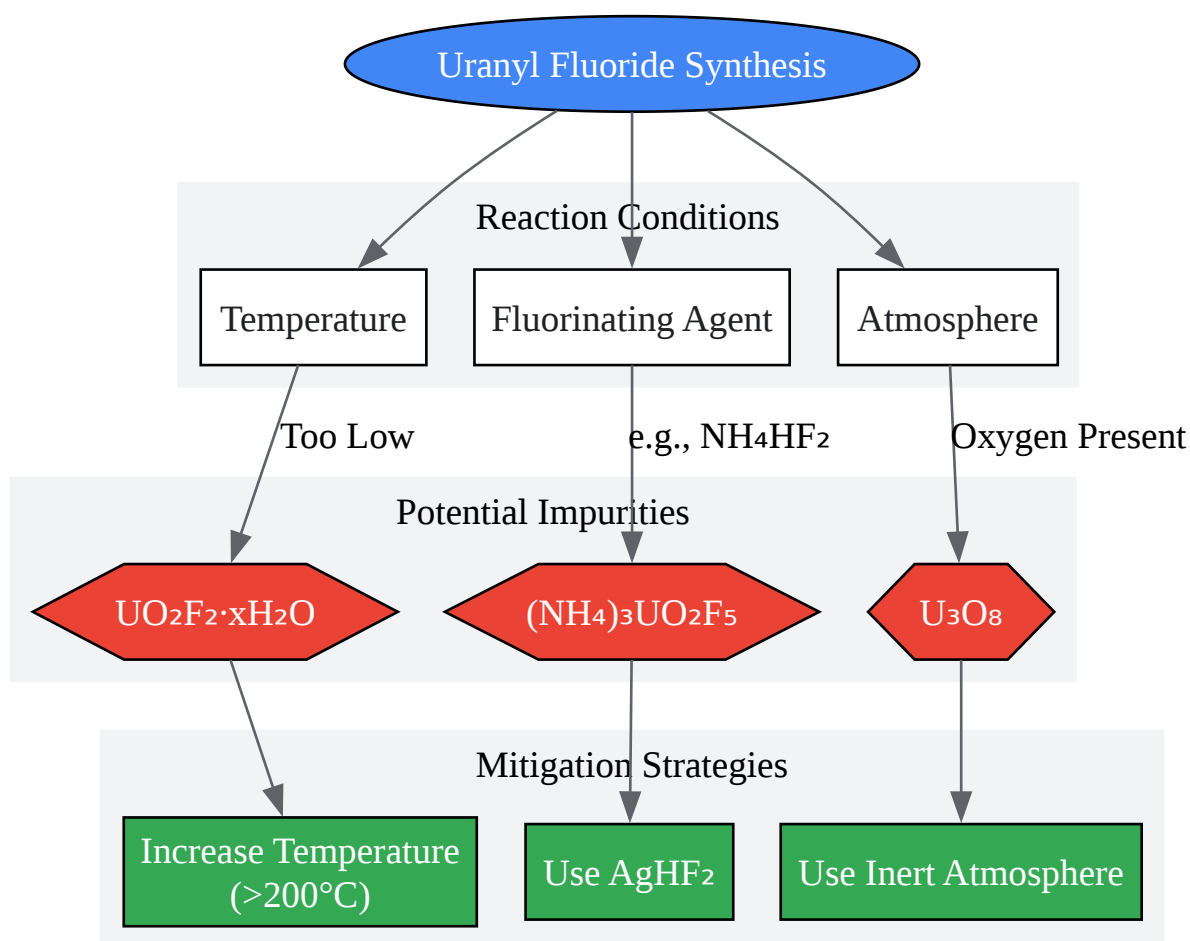 Uranyl Fluoride Synthesis
Reaction Conditions
Temperature
Fluorinating Agent
Atmosphere
Too Low
e.g., NH₄HF₂
Oxygen Present
Potential Impurities
UO₂F₂·xH₂O
(NH₄)₃UO₂F₅
U₃O₈
Mitigation Strategies
Increase Temperature
(>200°C)
Use AgHF₂
Use Inert Atmosphere